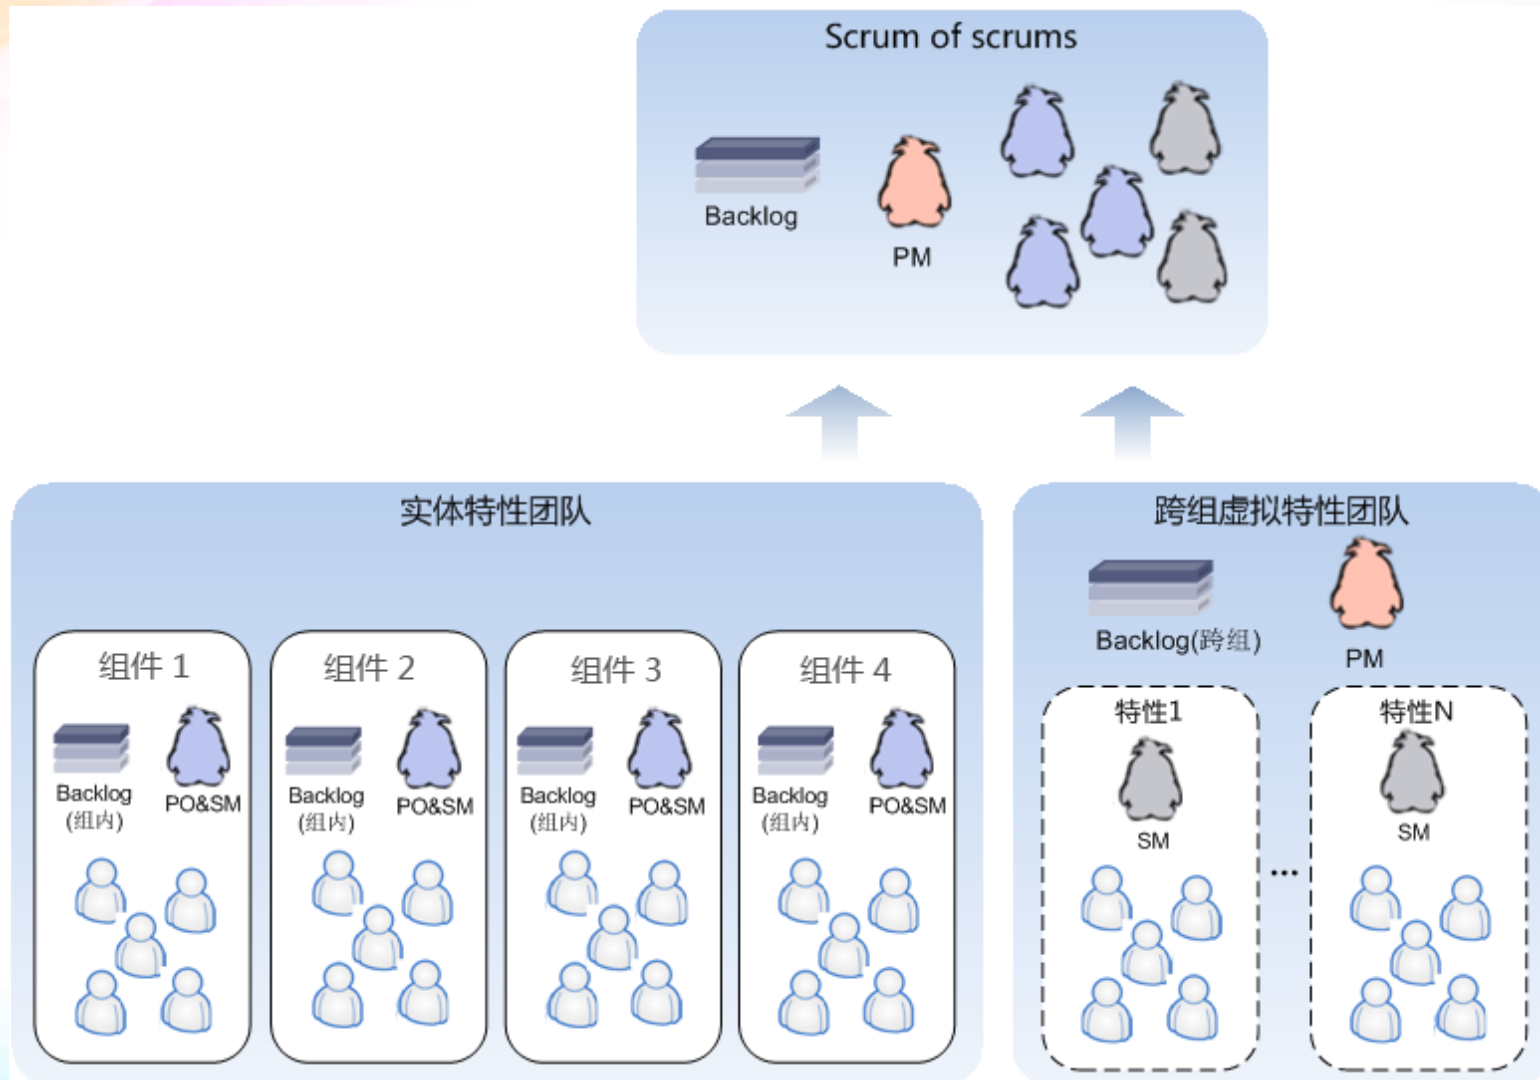 Scrum of scrums
Backlog
PM
实体特性团队
组件 1
Backlog
(组内)
PO&SM
组件 2
Backlog
(组内)
PO&SM
组件 3
Backlog
(组内)
PO&SM
组件 4
Backlog
(组内)
PO&SM
跨组虚拟特性团队
Backlog(跨组)
PM
特性1
SM
...
特性N
SM